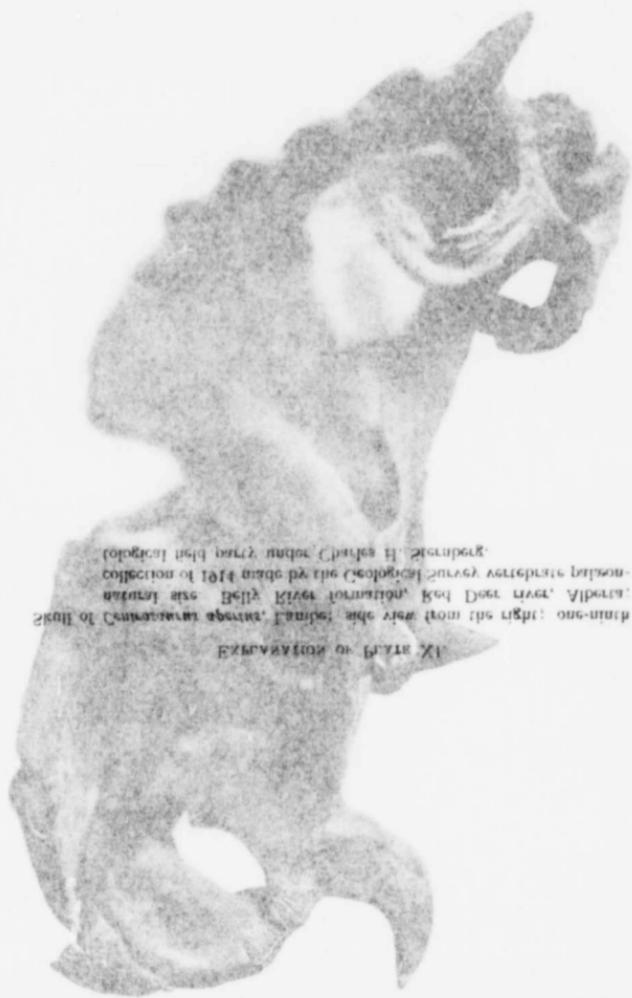 EXPLANATION OF PLATE XI.
Skull of Centrosaurus apertus, Lambe; side view from the right; one-ninth
natural size. Belly River formation, Red Deer river, Alberta;
collection of 1914 made by the Geological Survey vertebrate palæon-
tological field party under Charles H. Sternberg.